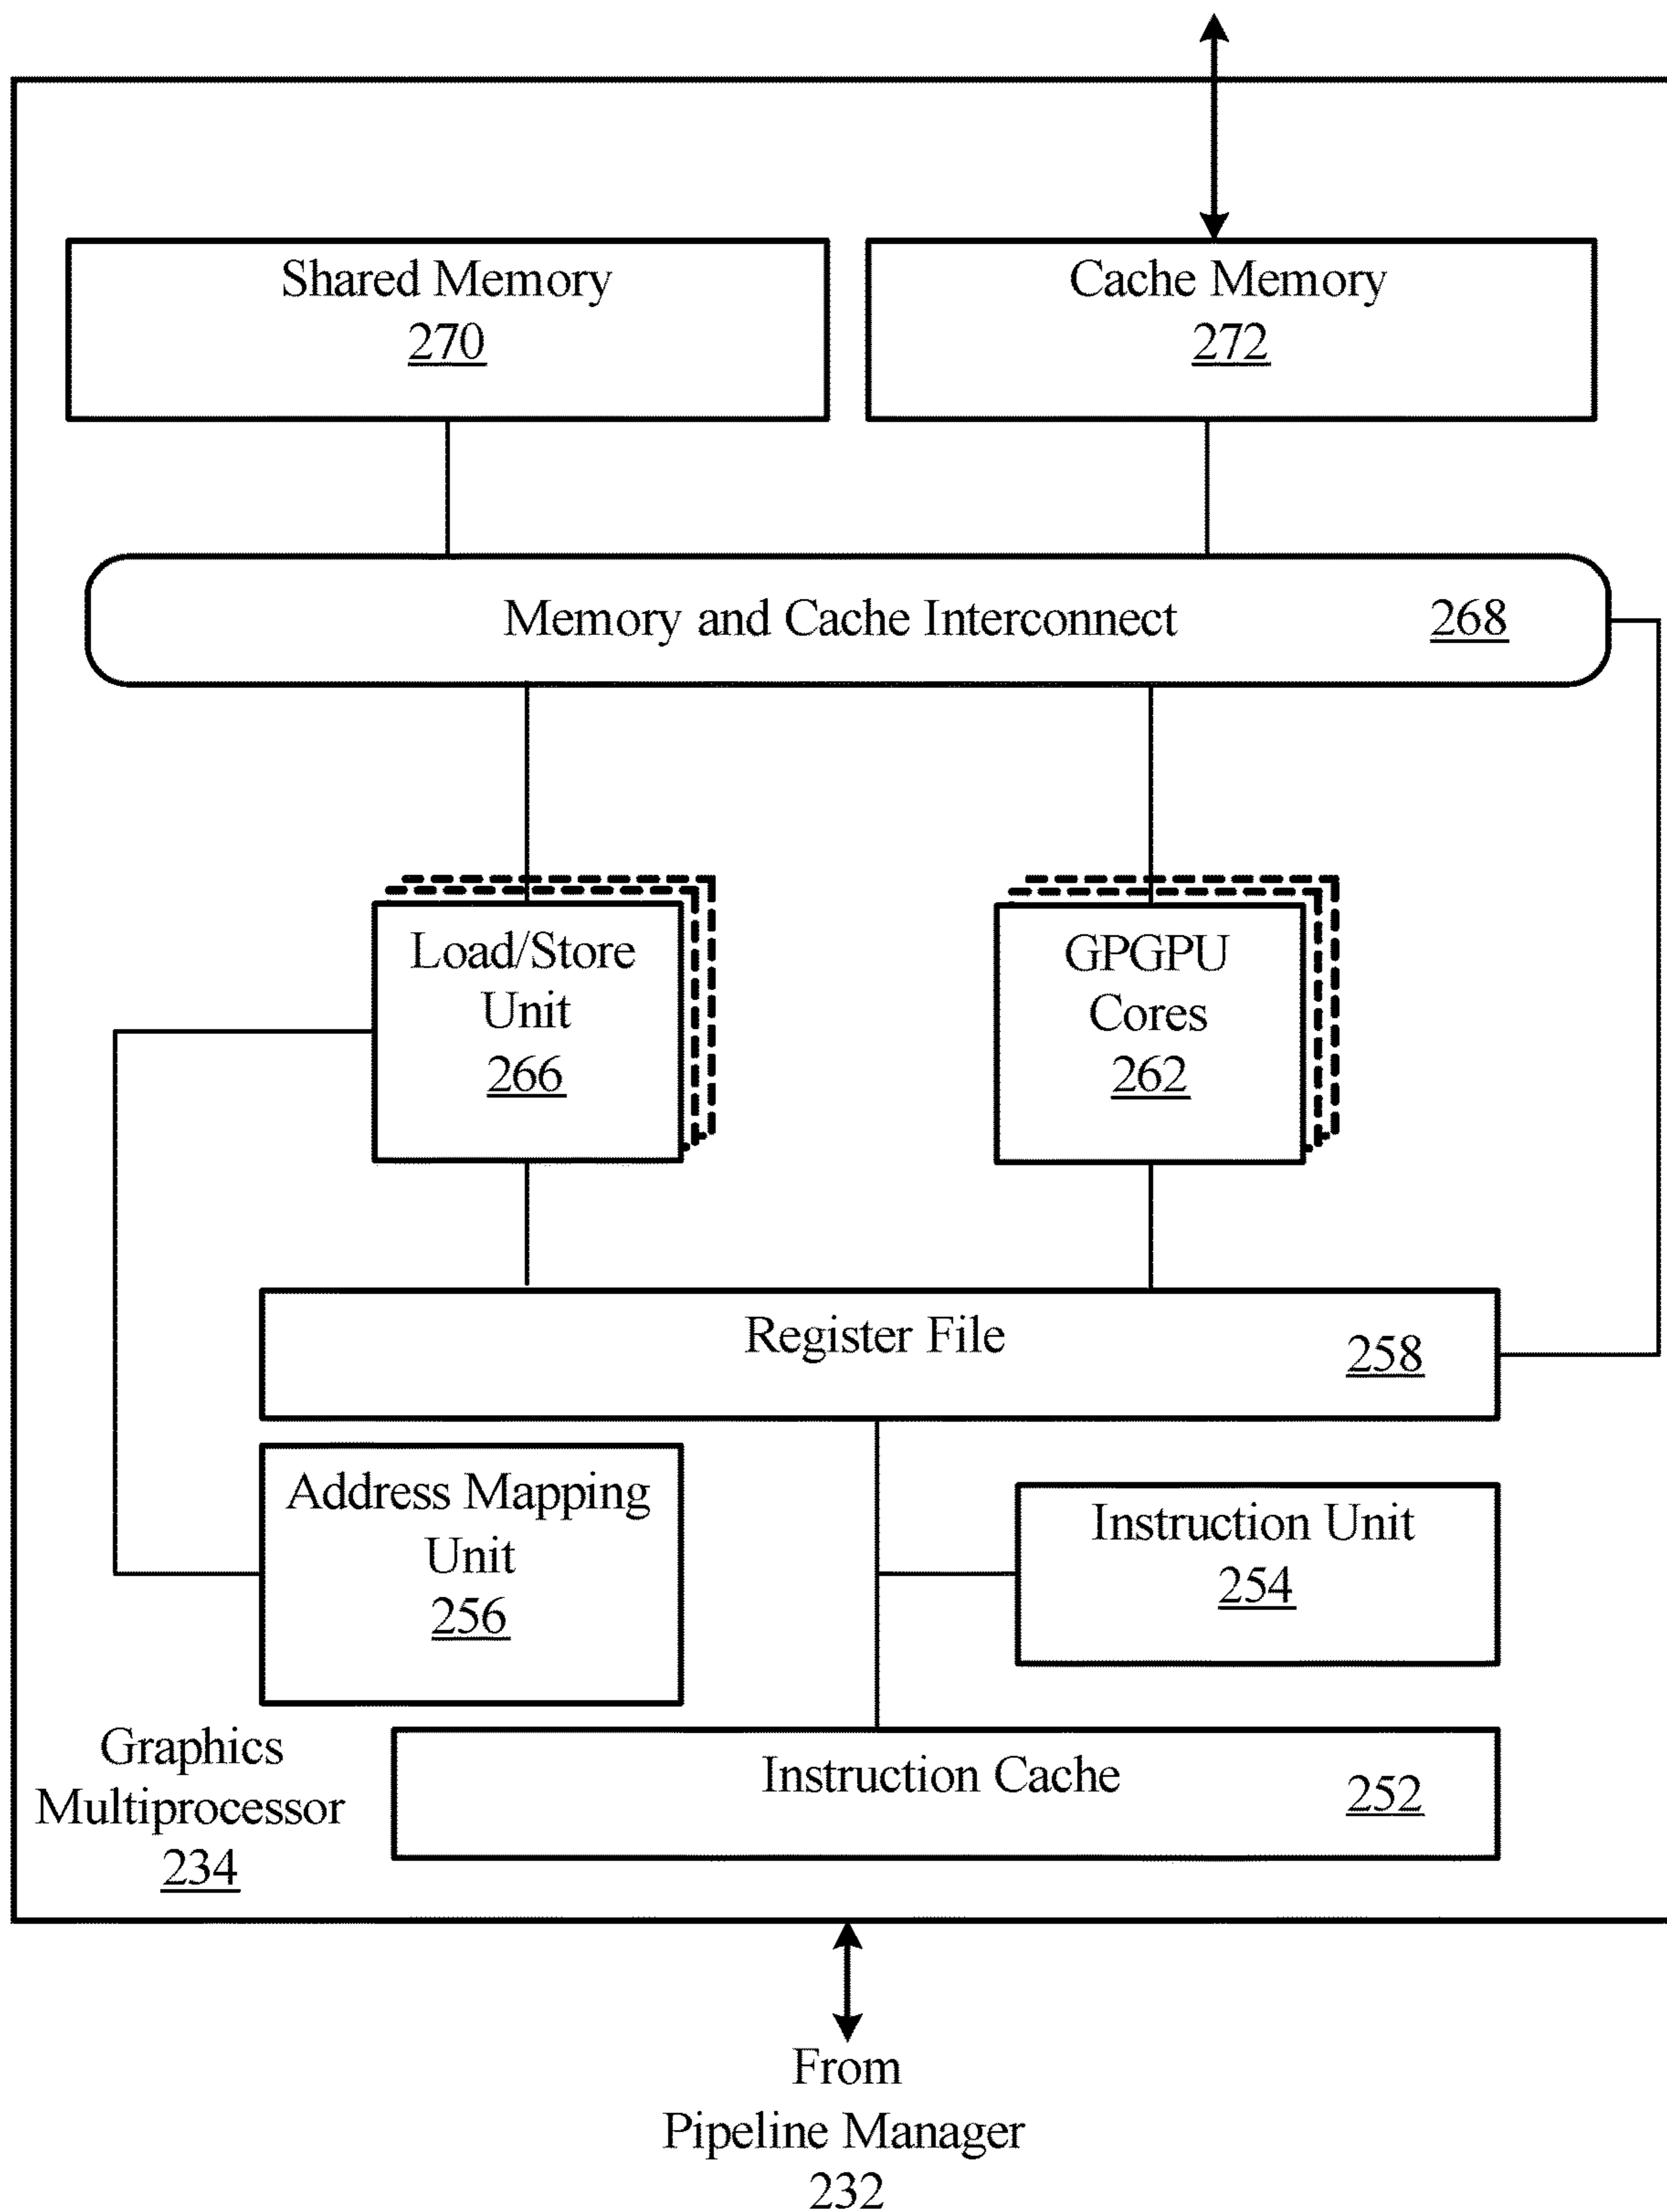 Shared Memory
270
Cache Memory
272
Memory and Cache Interconnect 268
Load/Store
Unit
266
GPGPU
Cores
262
Register File 258
Address Mapping
Unit
256
Instruction Unit
254
Graphics
Multiprocessor
234
Instruction Cache 252
From
Pipeline Manager
232